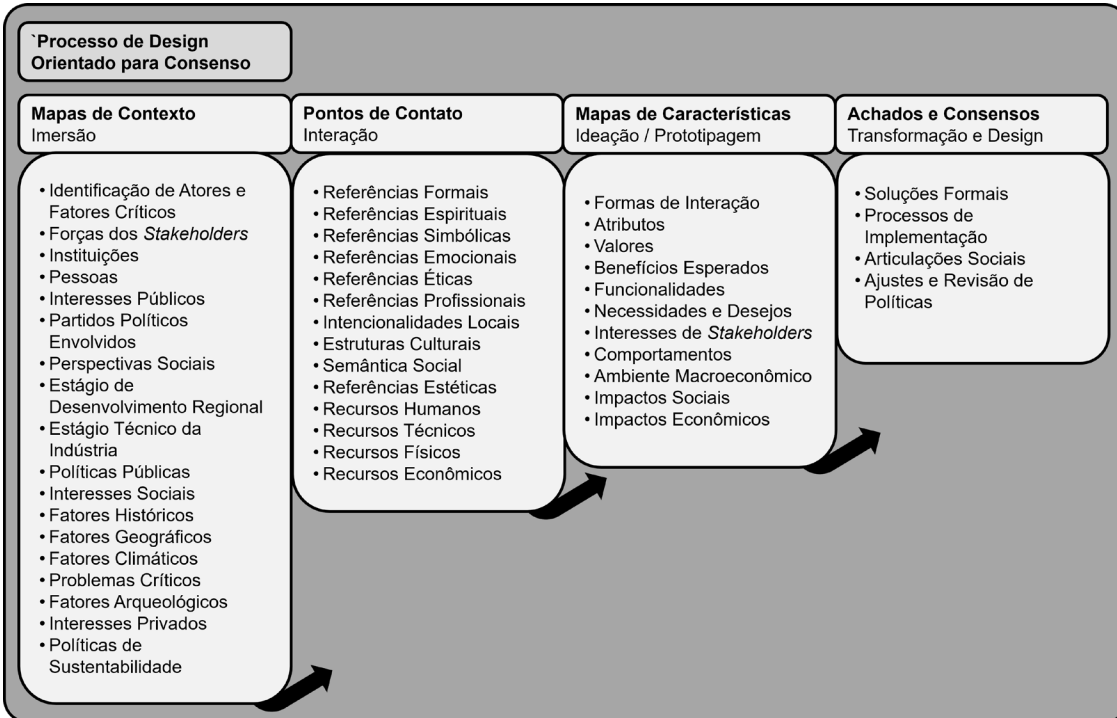 `Processo de Design
Orientado para Consenso
Mapas de Contexto
Imersão
• Identificação de Atores e
Fatores Críticos
• Forças dos Stakeholders
• Instituições
• Pessoas
• Interesses Públicos
• Partidos Políticos
Envolvidos
• Perspectivas Sociais
• Estágio de
Desenvolvimento Regional
• Estágio Técnico da
Indústria
• Políticas Públicas
• Interesses Sociais
• Fatores Históricos
• Fatores Geográficos
• Fatores Climáticos
• Problemas Críticos
• Fatores Arqueológicos
• Interesses Privados
• Políticas de
Sustentabilidade
Pontos de Contato
Interação
• Referências Formais
• Referências Espirituais
• Referências Simbólicas
• Referências Emocionais
• Referências Éticas
• Referências Profissionais
• Intencionalidades Locais
• Estruturas Culturais
• Semântica Social
• Referências Estéticas
• Recursos Humanos
• Recursos Técnicos
• Recursos Físicos
• Recursos Econômicos
Mapas de Características
Ideação / Prototipagem
• Formas de Interação
• Atributos
• Valores
• Benefícios Esperados
• Funcionalidades
• Necessidades e Desejos
• Interesses de Stakeholders
• Comportamentos
• Ambiente Macroeconômico
• Impactos Sociais
• Impactos Econômicos
Achados e Consensos
Transformação e Design
• Soluções Formais
• Processos de
Implementação
• Articulações Sociais
• Ajustes e Revisão de
Políticas